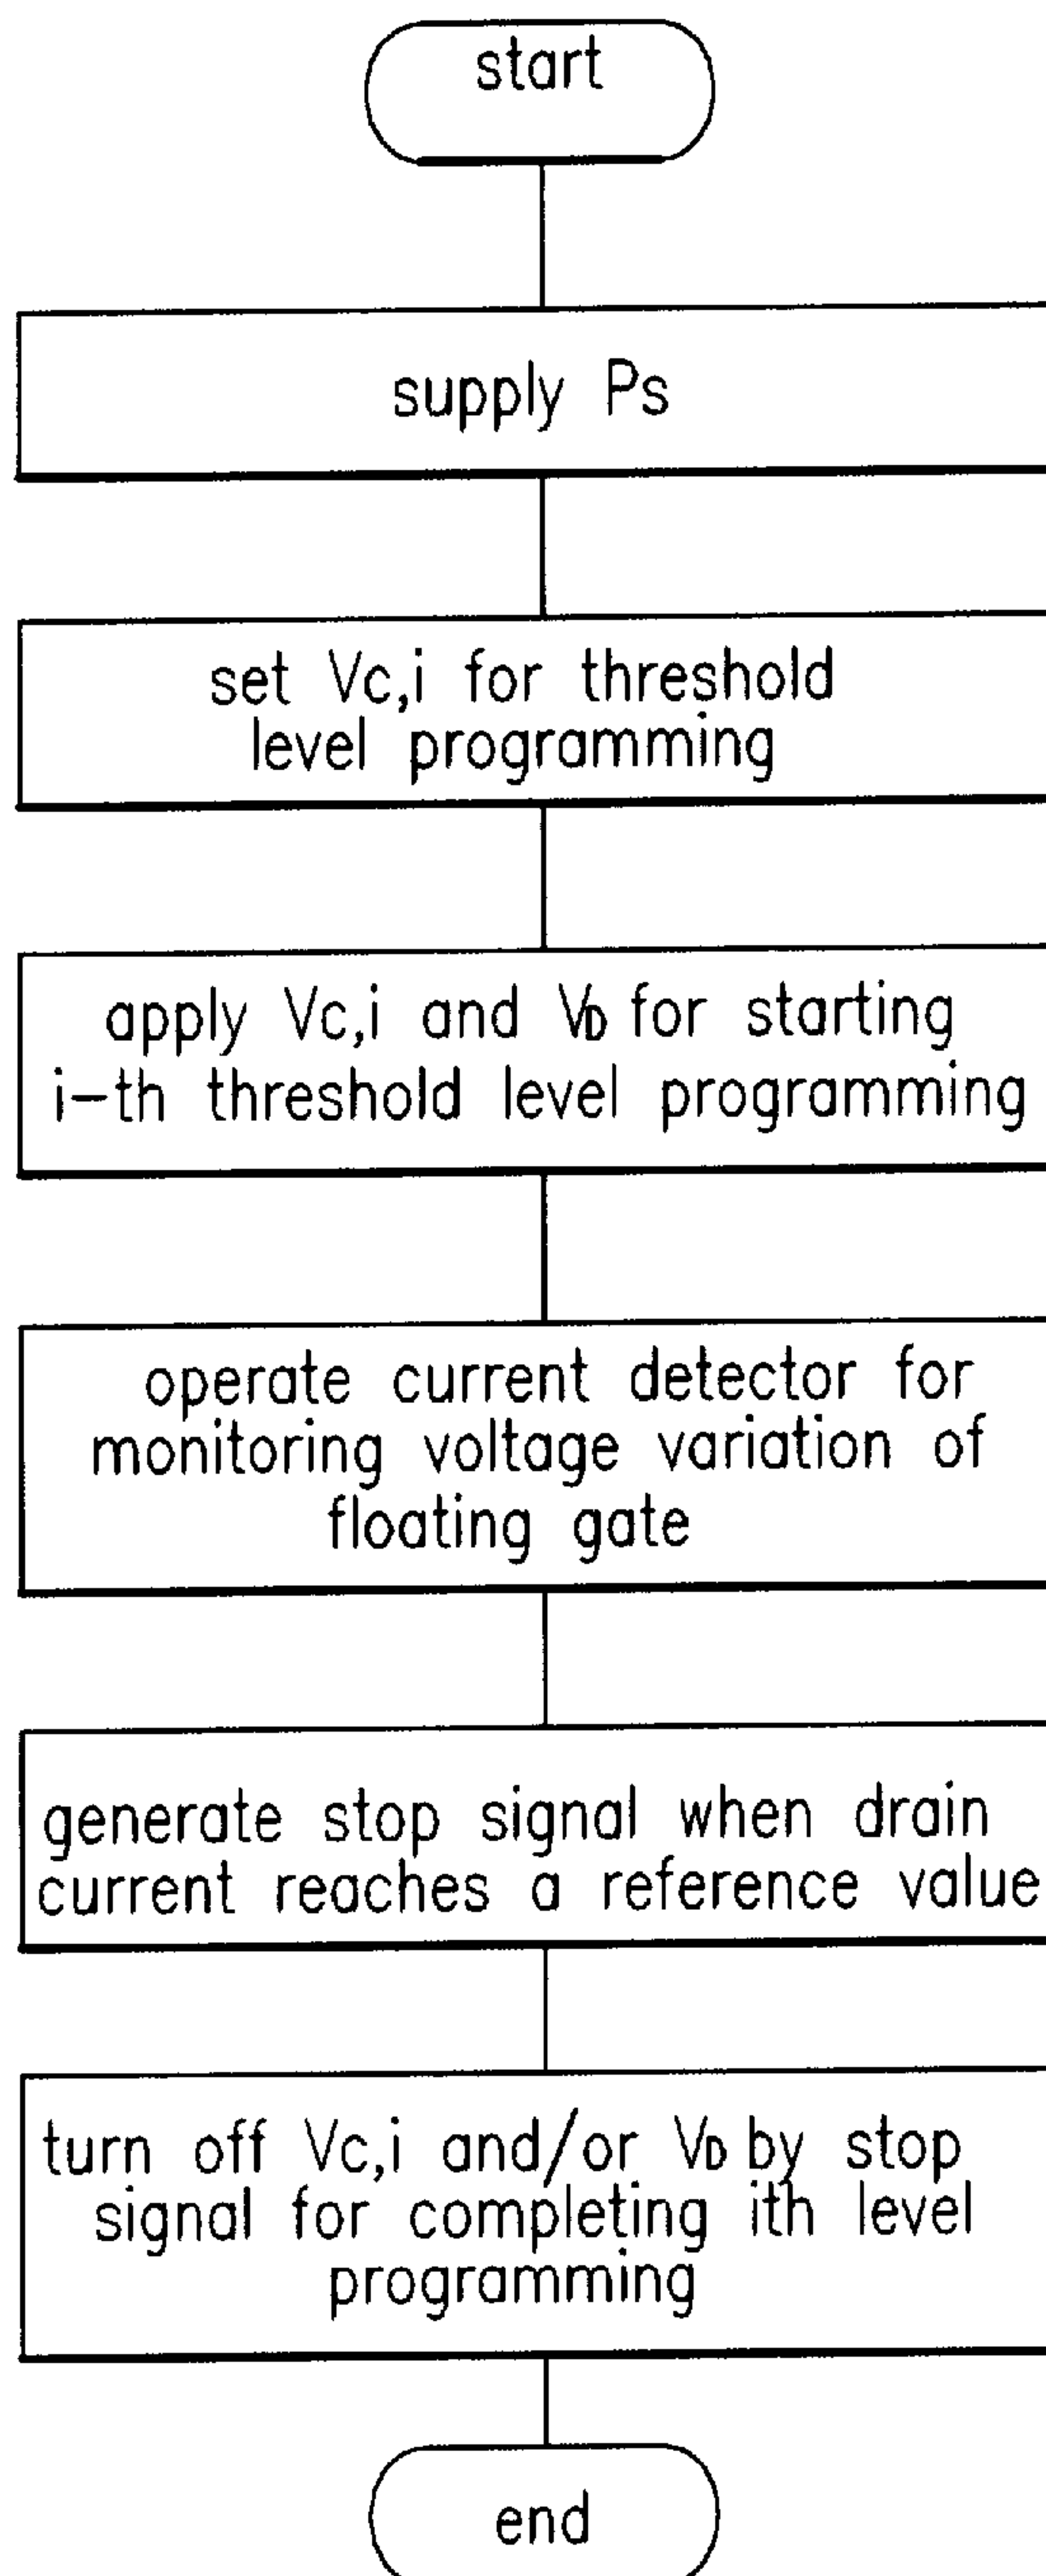 start
supply Ps
set Vc,i for threshold
level programming
apply Vc,i and VD for starting
i-th threshold level programming
operate current detector for
monitoring voltage variation of
floating gate
generate stop signal when drain
current reaches a reference value
turn off Vc,i and/or VD by stop
signal for completing ith level
programming
end